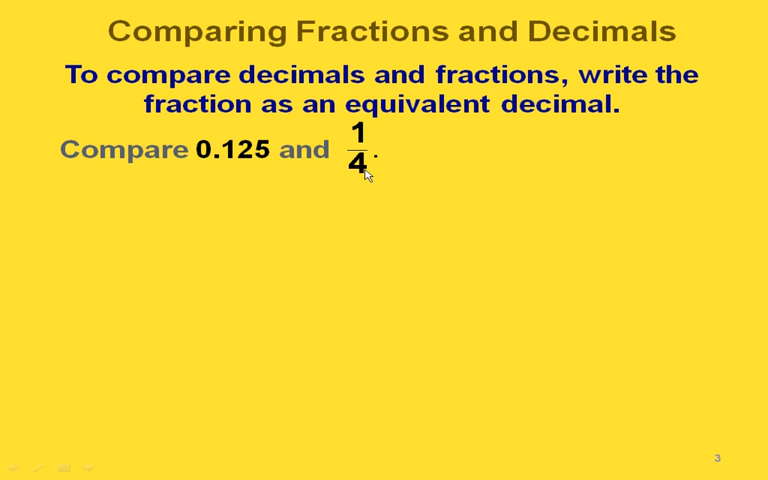 Comparing Fractions and Decimals
To compare decimals and fractions, write the
fraction as an equivalent decimal.
Compare 0.125 and 1/4.
3